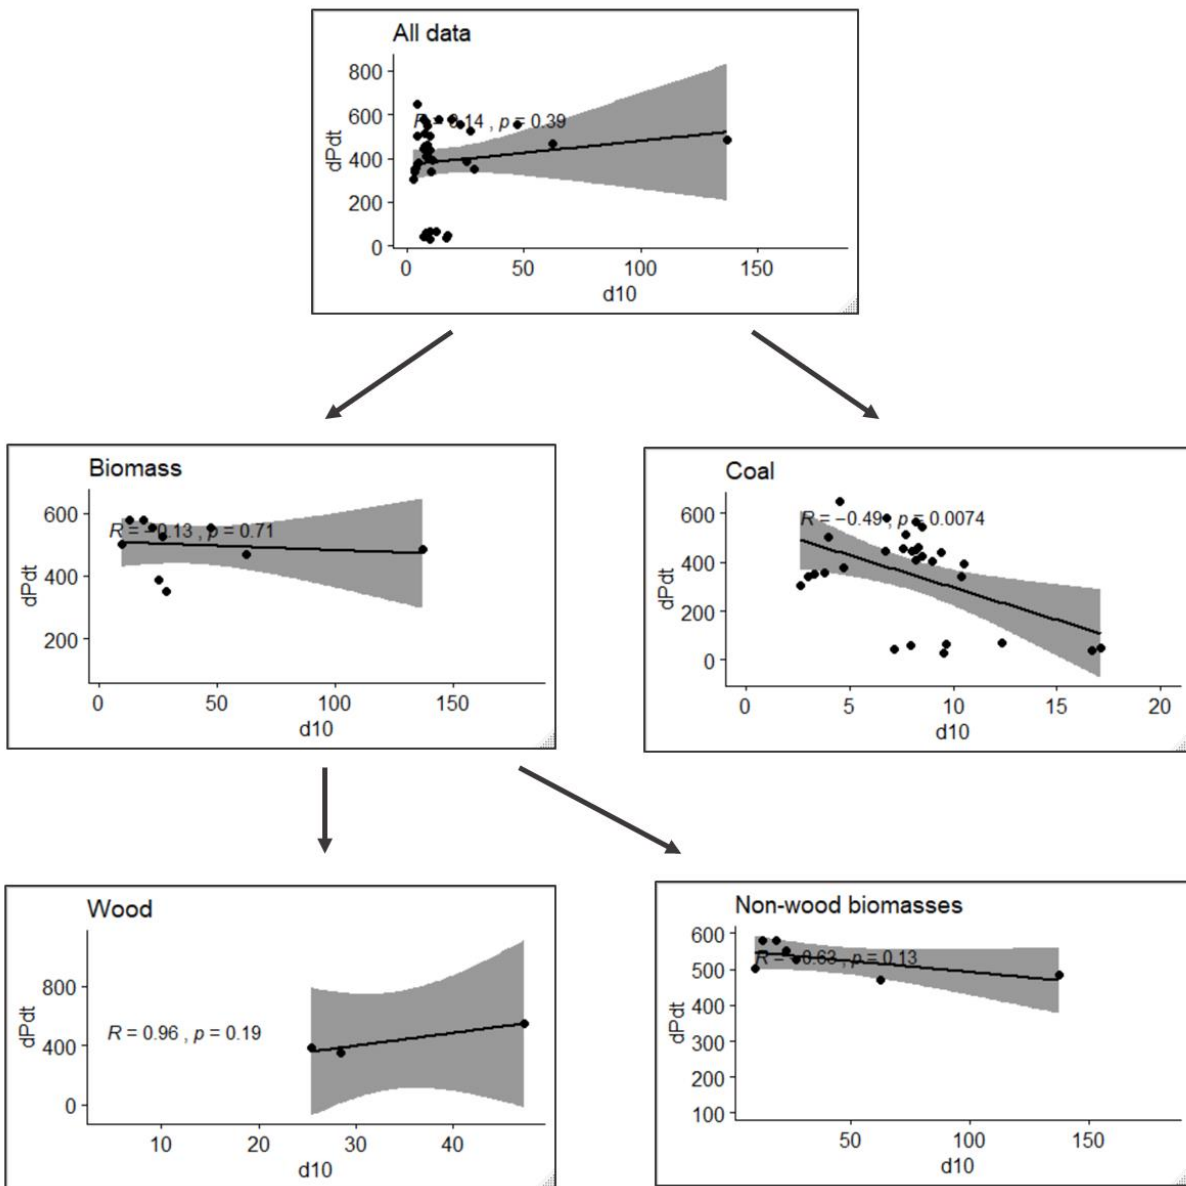 All data
800
600
400
200
0
R = 0.14 , p = 0.39
dPdt
0 50 100 150
d10
Biomass
600
400
200
R = −0.13 , p = 0.71
dPdt
0 50 100 150
d10
Coal
600
400
200
0
R = −0.49 , p = 0.0074
dPdt
0 5 10 15 20
d10
Wood
800
400
0
R = 0.96 , p = 0.19
dPdt
10 20 30 40
d10
Non-wood biomasses
600
500
400
300
200
100
R = −0.63 , p = 0.13
dPdt
50 100 150
d10